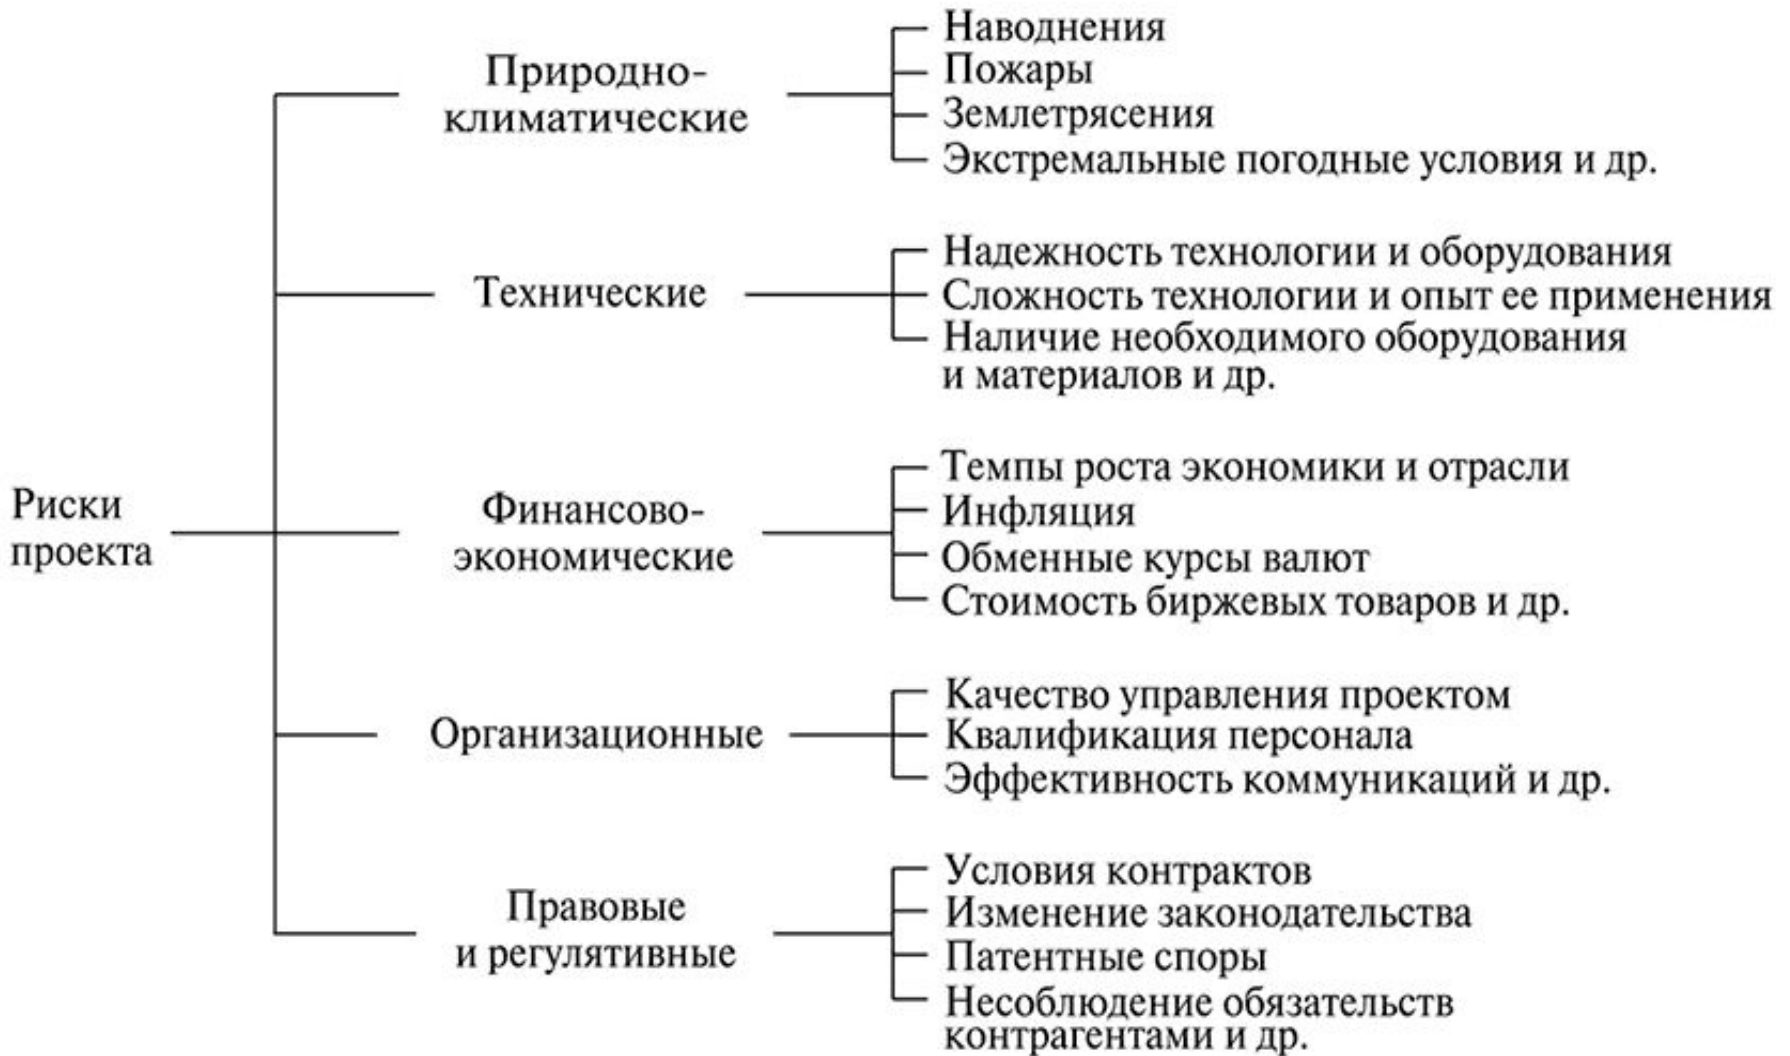 Риски
проекта
Природно-
климатические
Наводнения
Пожары
Землетрясения
Экстремальные погодные условия и др.
Технические
Надежность технологии и оборудования
Сложность технологии и опыт ее применения
Наличие необходимого оборудования
и материалов и др.
Финансово-
экономические
Темпы роста экономики и отрасли
Инфляция
Обменные курсы валют
Стоимость биржевых товаров и др.
Организационные
Качество управления проектом
Квалификация персонала
Эффективность коммуникаций и др.
Правовые
и регулятивные
Условия контрактов
Изменение законодательства
Патентные споры
Несоблюдение обязательств
контрагентами и др.